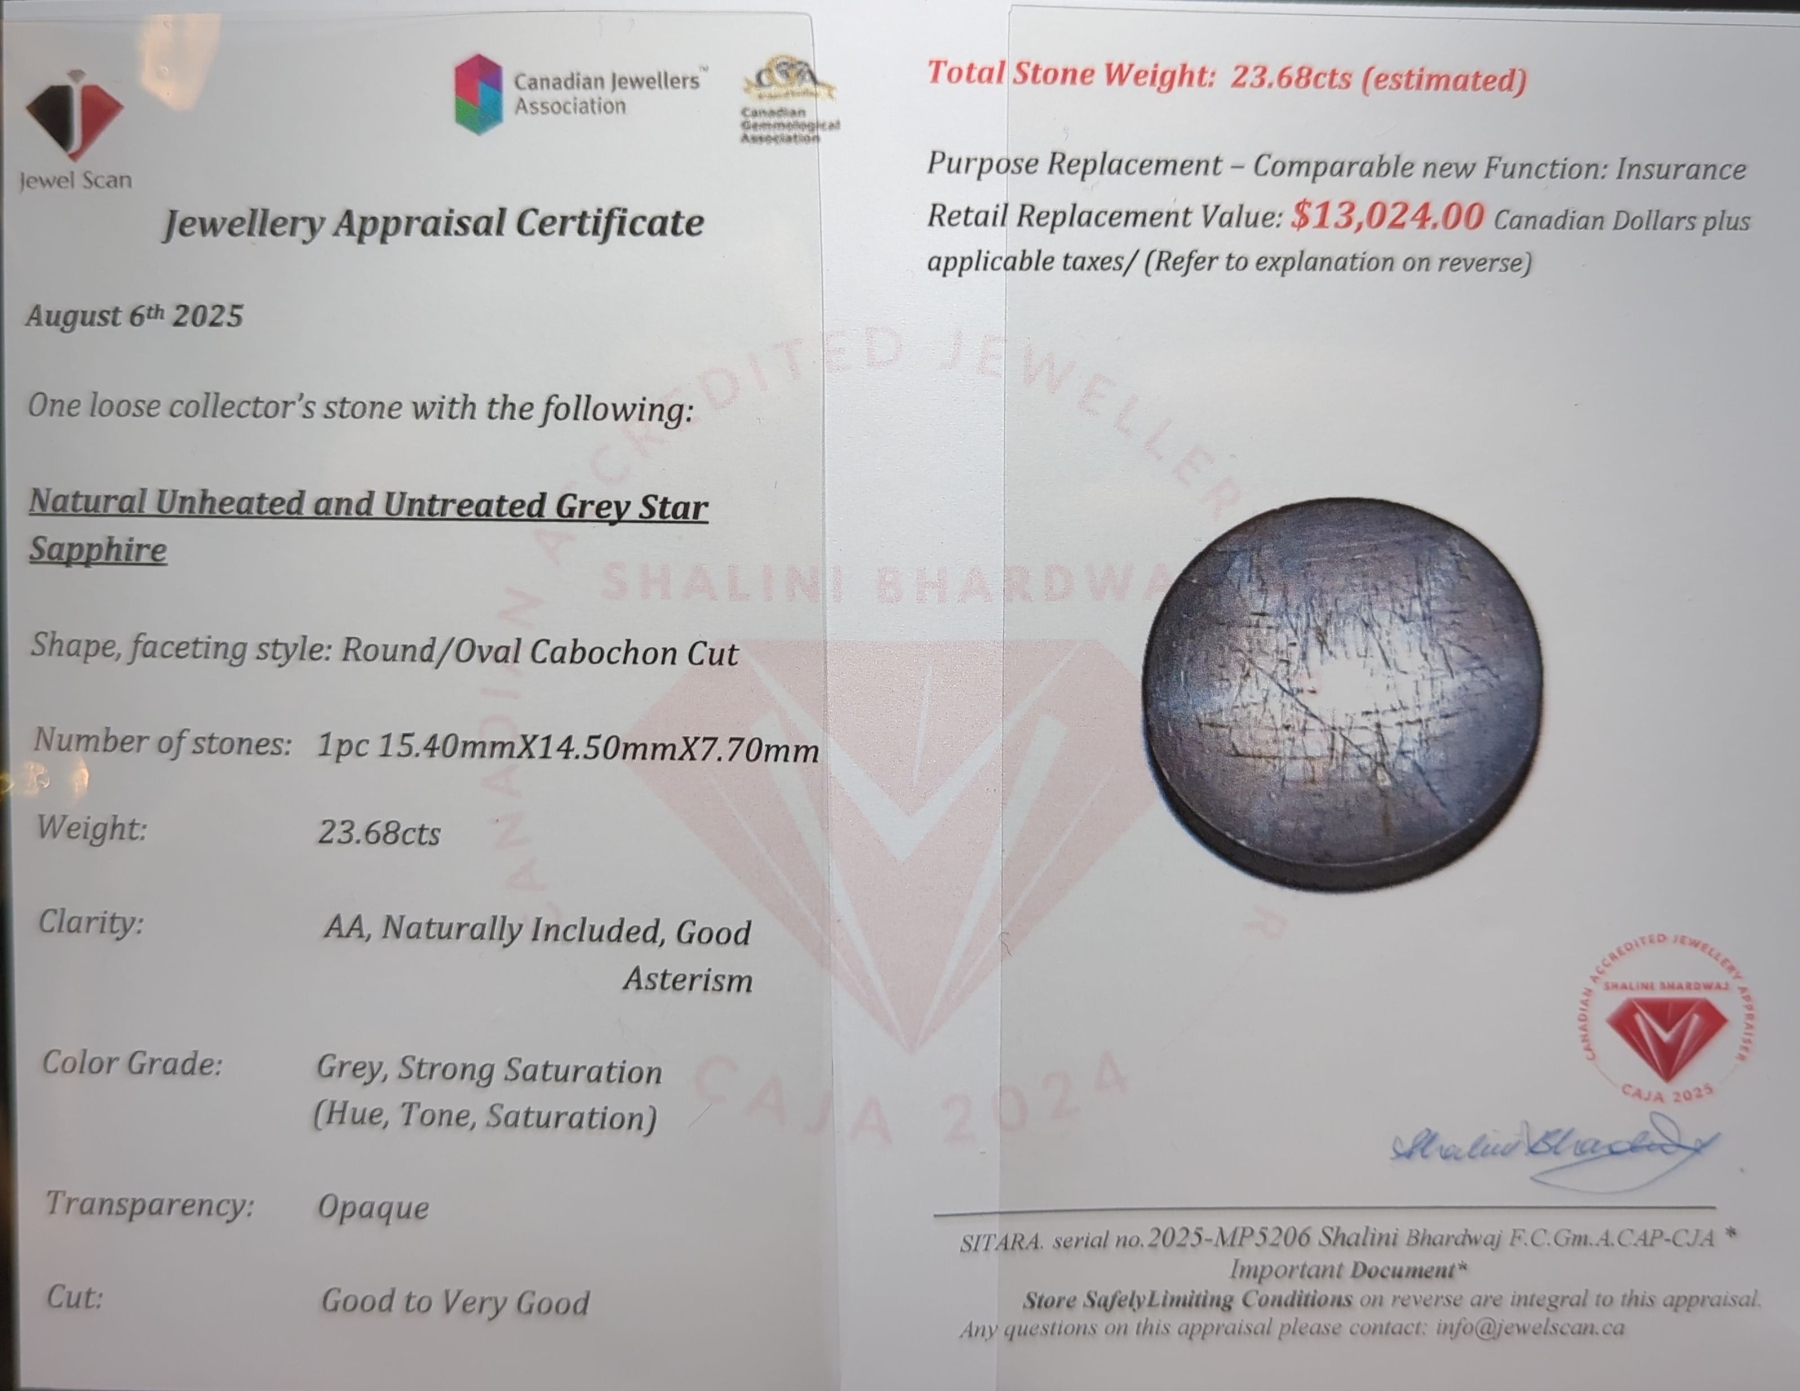 Jewel Scan
Canadian Jewellers™
Association
CGA
Canadian
Gemmological
Association
Jewellery Appraisal Certificate
August 6th 2025
One loose collector's stone with the following:
Natural Unheated and Untreated Grey Star
Sapphire
Shape, faceting style: Round/Oval Cabochon Cut
Number of stones: 1pc 15.40mmX14.50mmX7.70mm
Weight: 23.68cts
Clarity: AA, Naturally Included, Good
Asterism
Color Grade: Grey, Strong Saturation
(Hue, Tone, Saturation)
Transparency: Opaque
Cut: Good to Very Good
Total Stone Weight: 23.68cts (estimated)
Purpose Replacement – Comparable new Function: Insurance
Retail Replacement Value: $13,024.00 Canadian Dollars plus
applicable taxes/ (Refer to explanation on reverse)
CANADIAN ACCREDITED JEWELLER
SHALINI BHARDWA
CAJA 2024
CANADIAN ACCREDITED JEWELLERY APPRAISER
SHALINI BHARDWAJ
CAJA 2025
Shalini Bhardwaj
SITARA. serial no.2025-MP5206 Shalini Bhardwaj F.C.Gm.A.CAP-CJA *
Important Document*
Store SafelyLimiting Conditions on reverse are integral to this appraisal.
Any questions on this appraisal please contact: info@jewelscan.ca